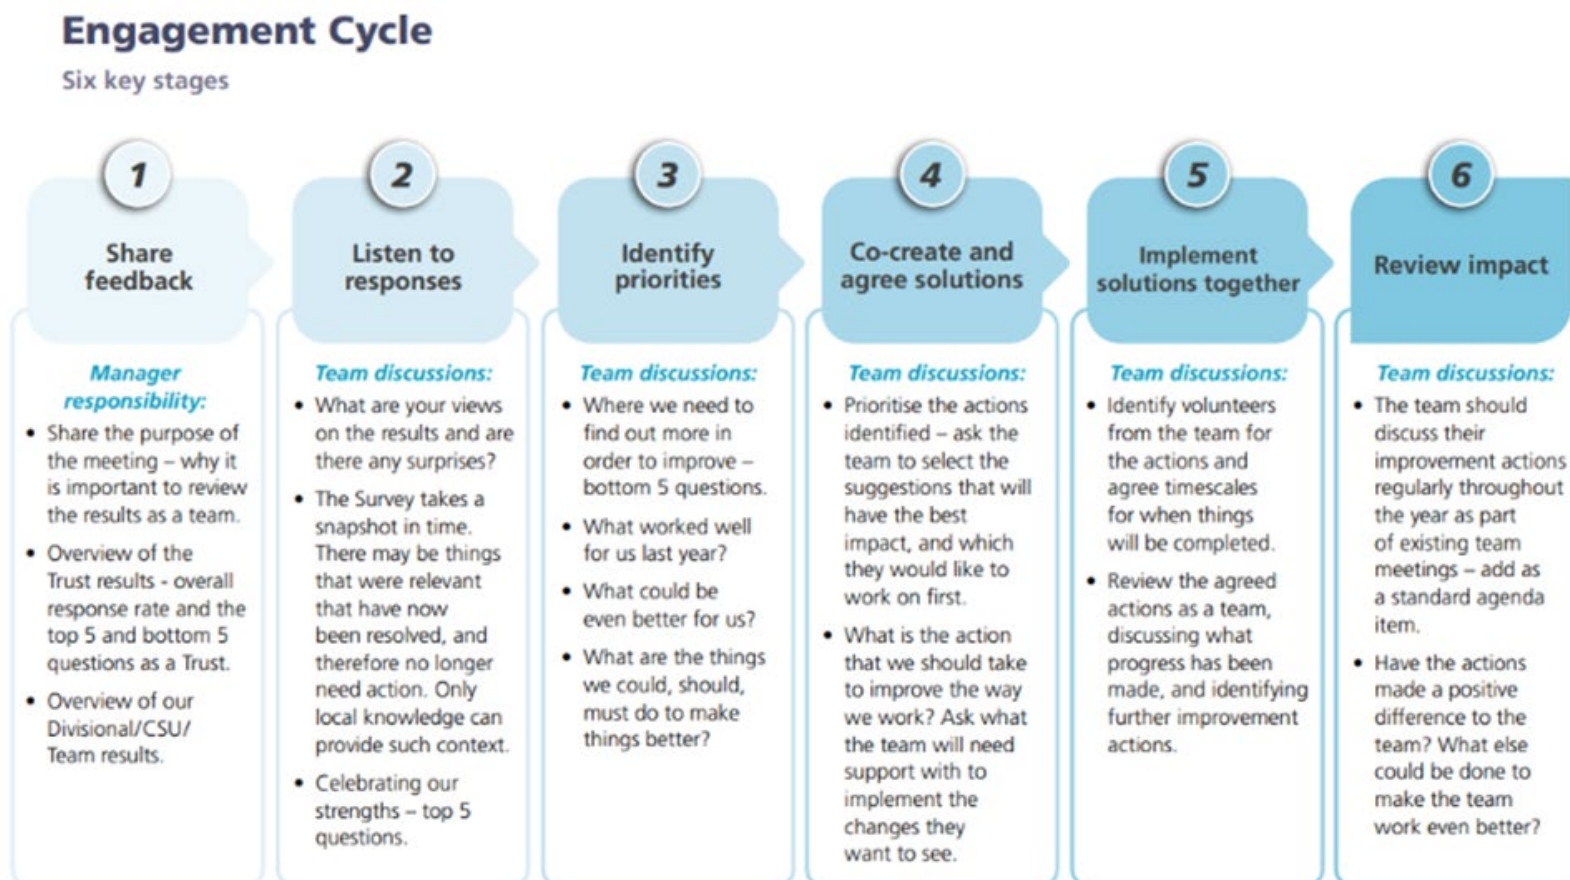 Engagement Cycle
Six key stages
1
Share
feedback
Manager
responsibility:
• Share the purpose of
the meeting – why it
is important to review
the results as a team.
• Overview of the
Trust results - overall
response rate and the
top 5 and bottom 5
questions as a Trust.
• Overview of our
Divisional/CSU/
Team results.
2
Listen to
responses
Team discussions:
• What are your views
on the results and are
there any surprises?
• The Survey takes a
snapshot in time.
There may be things
that were relevant
that have now
been resolved, and
therefore no longer
need action. Only
local knowledge can
provide such context.
• Celebrating our
strengths – top 5
questions.
3
Identify
priorities
Team discussions:
• Where we need to
find out more in
order to improve –
bottom 5 questions.
• What worked well
for us last year?
• What could be
even better for us?
• What are the things
we could, should,
must do to make
things better?
4
Co-create and
agree solutions
Team discussions:
• Prioritise the actions
identified – ask the
team to select the
suggestions that will
have the best
impact, and which
they would like to
work on first.
• What is the action
that we should take
to improve the way
we work? Ask what
the team will need
support with to
implement the
changes they
want to see.
5
Implement
solutions together
Team discussions:
• Identify volunteers
from the team for
the actions and
agree timescales
for when things
will be completed.
• Review the agreed
actions as a team,
discussing what
progress has been
made, and identifying
further improvement
actions.
6
Review impact
Team discussions:
• The team should
discuss their
improvement actions
regularly throughout
the year as part
of existing team
meetings – add as
a standard agenda
item.
• Have the actions
made a positive
difference to the
team? What else
could be done to
make the team
work even better?